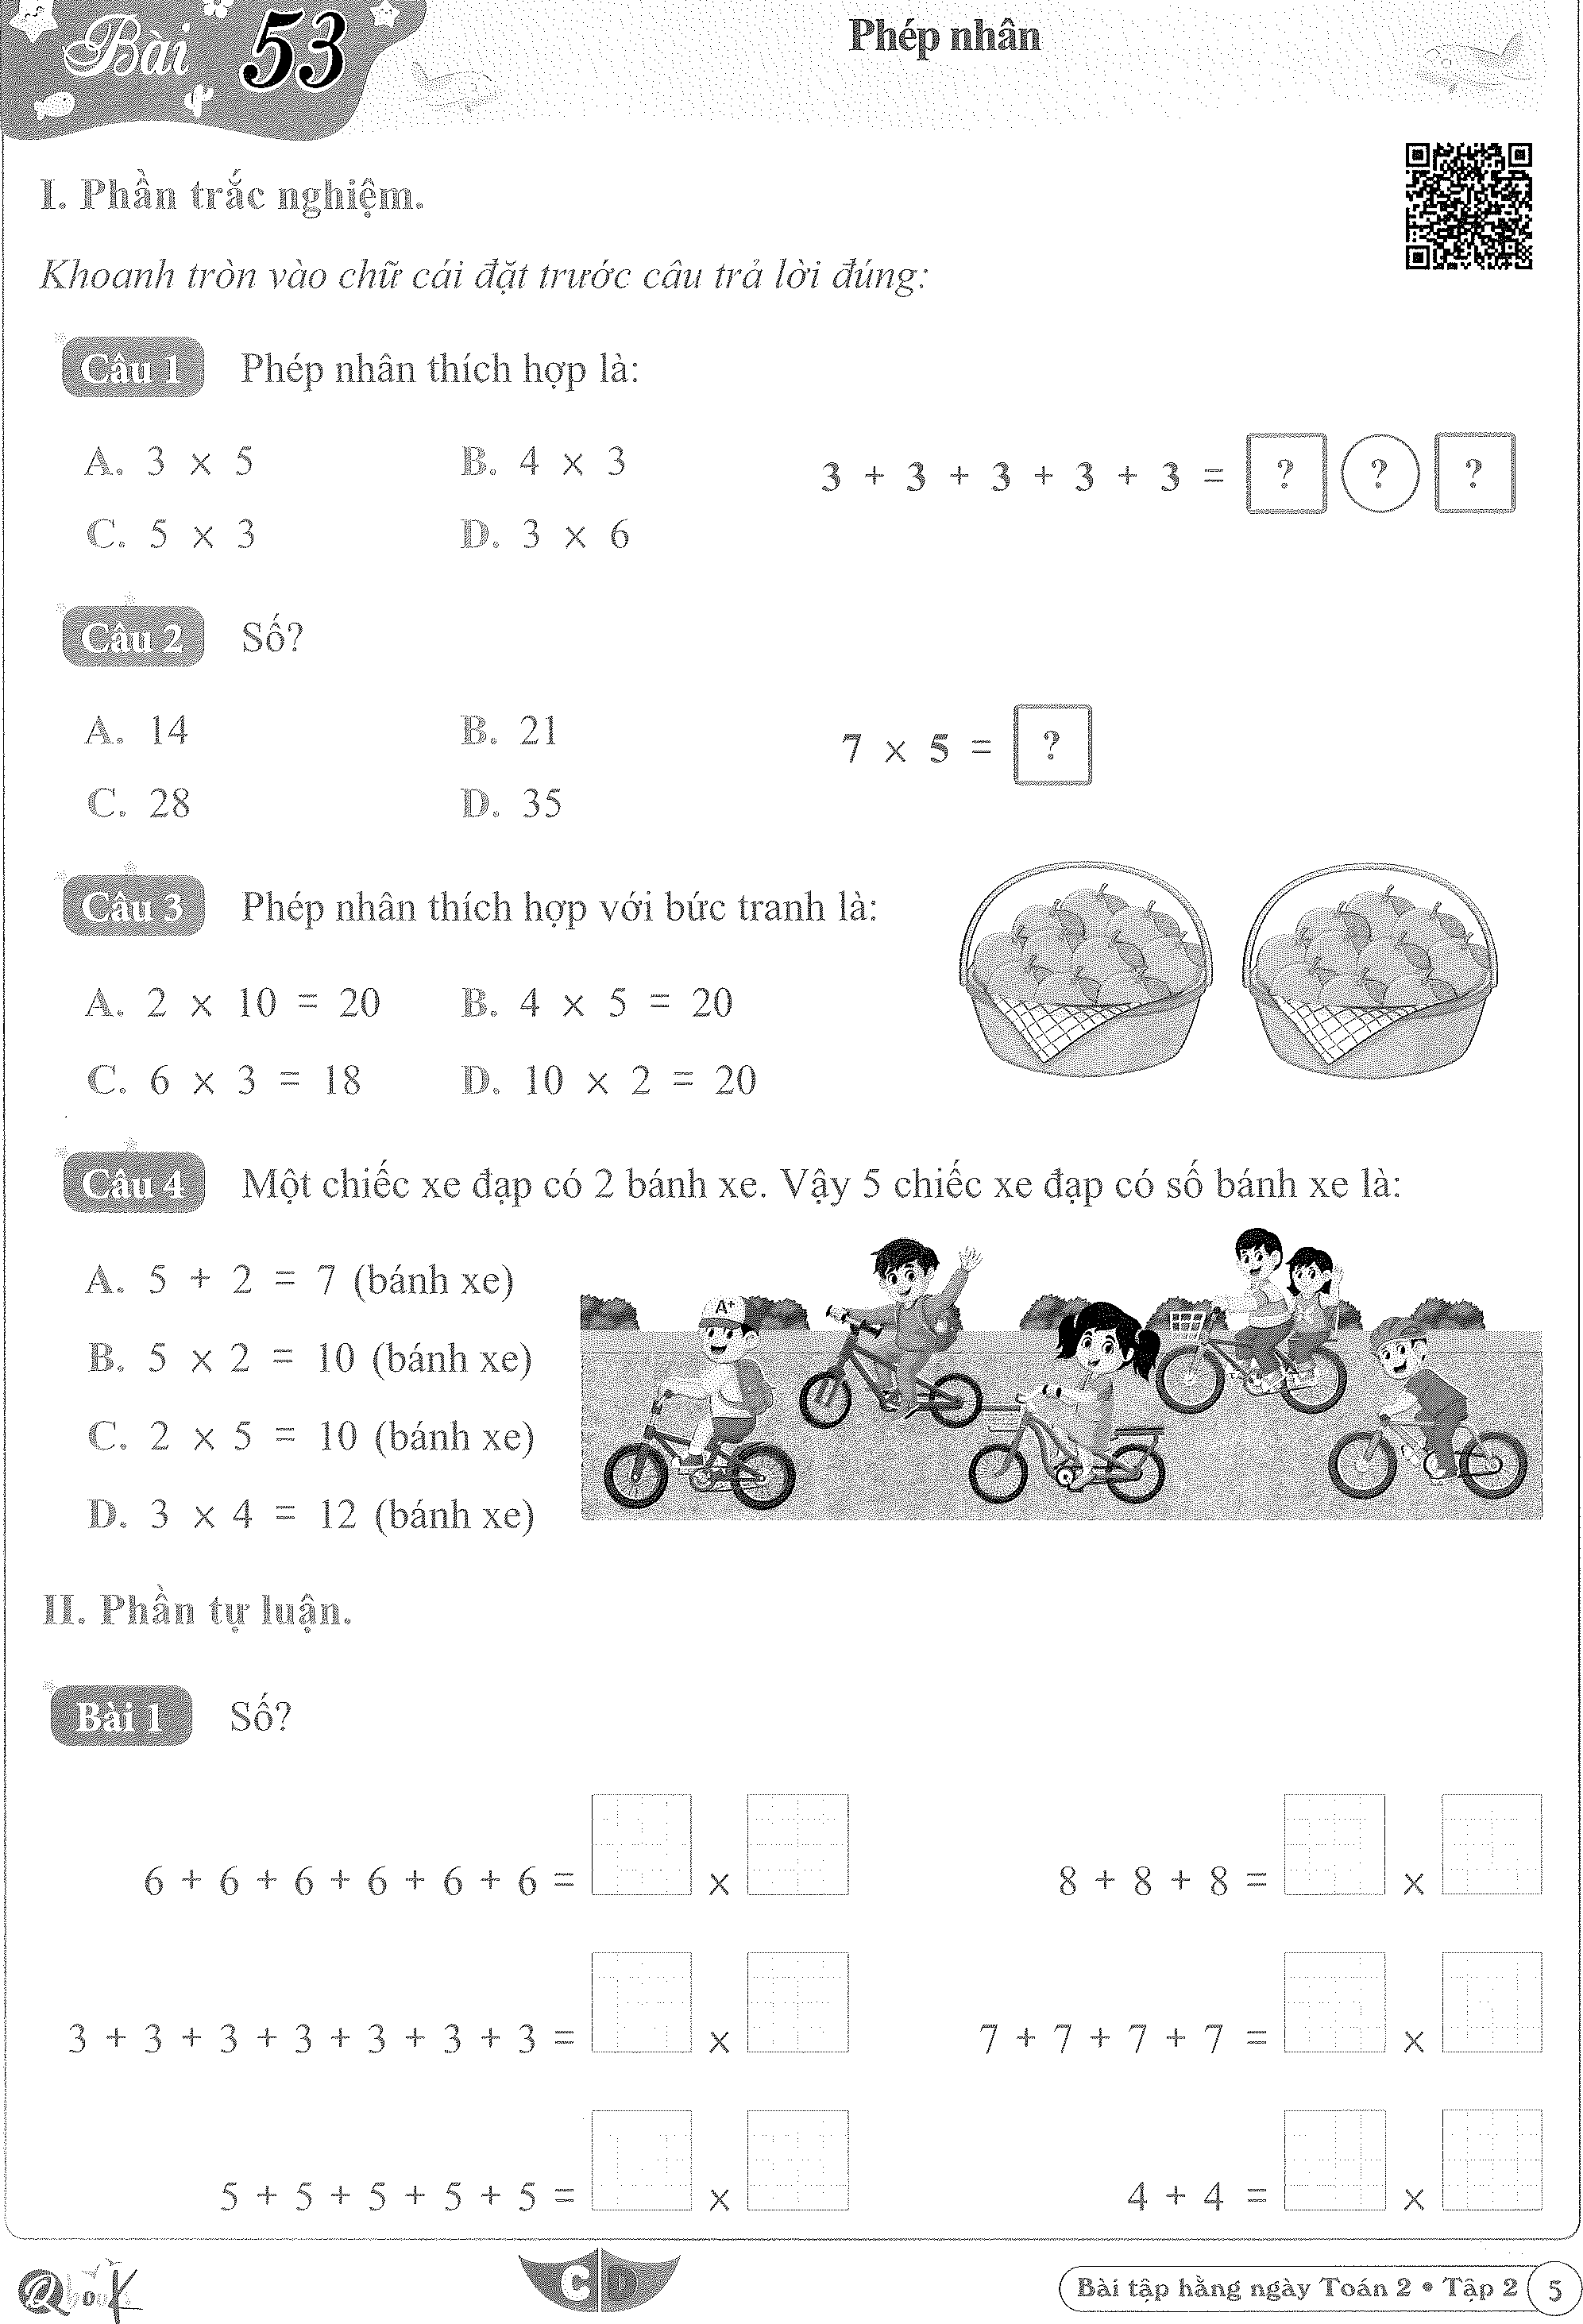 Bài 53
Phép nhân
I. Phần trắc nghiệm.
Khoanh tròn vào chữ cái đặt trước câu trả lời đúng:
Câu 1 Phép nhân thích hợp là:
A. 3 × 5 B. 4 × 3
3 + 3 + 3 + 3 + 3 = ? ? ?
C. 5 × 3 D. 3 × 6
Câu 2 Số?
A. 14 B. 21
7 × 5 = ?
C. 28 D. 35
Câu 3 Phép nhân thích hợp với bức tranh là:
A. 2 × 10 = 20 B. 4 × 5 = 20
C. 6 × 3 = 18 D. 10 × 2 = 20
Câu 4 Một chiếc xe đạp có 2 bánh xe. Vậy 5 chiếc xe đạp có số bánh xe là:
A. 5 + 2 = 7 (bánh xe)
A+
B. 5 × 2 = 10 (bánh xe)
C. 2 × 5 = 10 (bánh xe)
D. 3 × 4 = 12 (bánh xe)
II. Phần tự luận.
Bài 1 Số?
6 + 6 + 6 + 6 + 6 + 6 = × 8 + 8 + 8 = ×
3 + 3 + 3 + 3 + 3 + 3 + 3 = × 7 + 7 + 7 + 7 = ×
5 + 5 + 5 + 5 + 5 = × 4 + 4 = ×
Qbook CD Bài tập hằng ngày Toán 2 • Tập 2 5